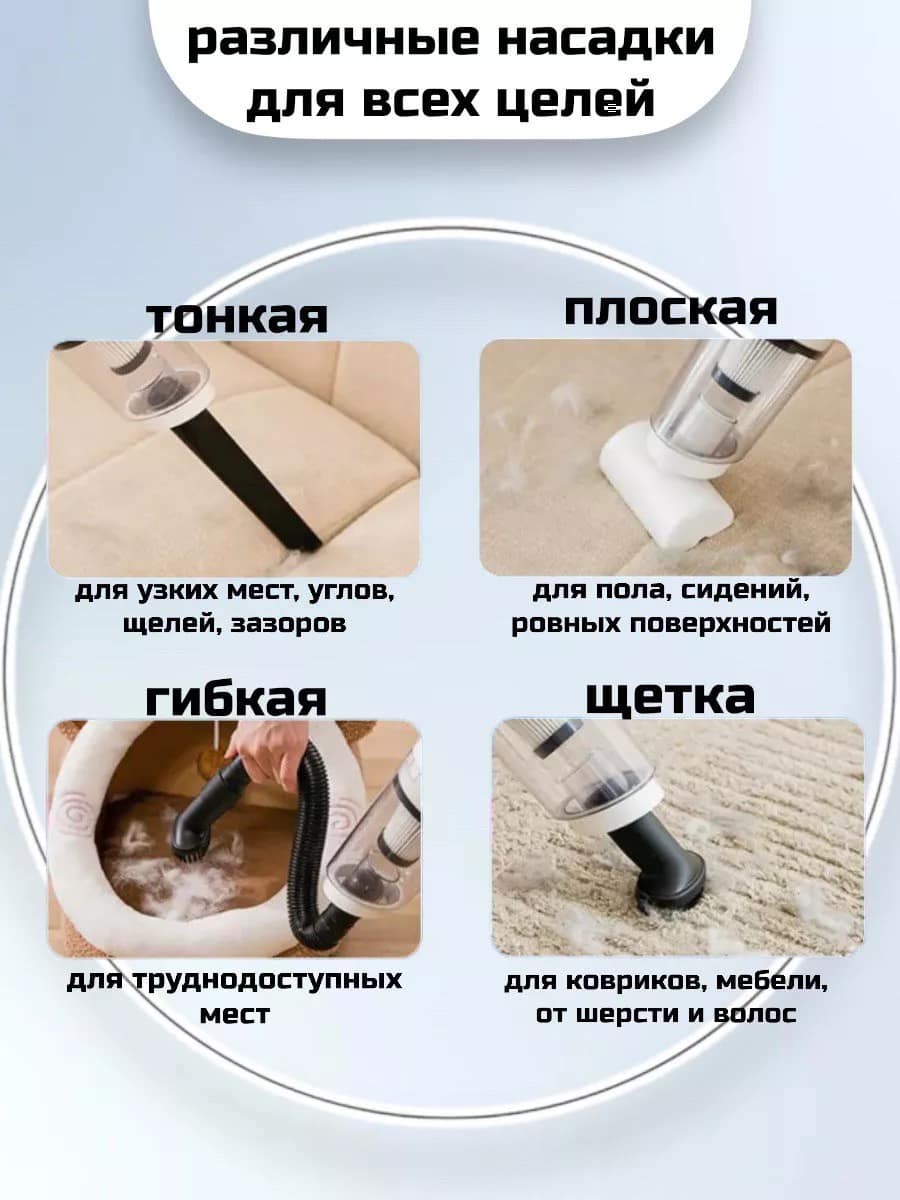 различные насадки
для всех целей
тонкая
плоская
для узких мест, углов,
щелей, зазоров
для пола, сидений,
ровных поверхностей
гибкая
щетка
для труднодоступных
мест
для ковриков, мебели,
от шерсти и волос